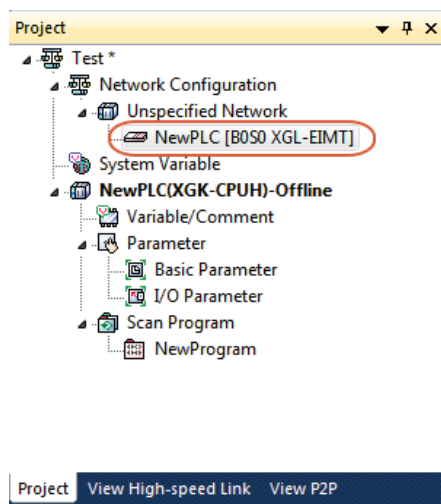 Project
Test *
Network Configuration
Unspecified Network
NewPLC [B0S0 XGL-EIMT]
System Variable
NewPLC(XGK-CPUH)-Offline
Variable/Comment
Parameter
Basic Parameter
I/O Parameter
Scan Program
NewProgram
Project View High-speed Link View P2P